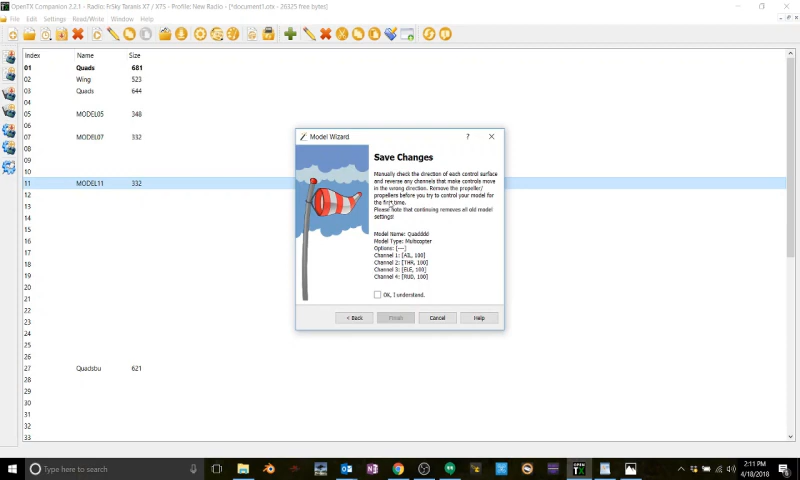 OpenTX Companion 2.2.1 - Radio: FrSky Taranis X7 / X7S - Profile: New Radio - [*document1.otx - 26325 free bytes]
File Edit Settings Read/Write Window Help
Index Name Size
01 Quads 681
02 Wing 523
03 Quads 644
04
05 MODEL05 348
06
07 MODEL07 332
08
09
10
11 MODEL11 332
12
13
14
15
16
17
18
19
20
21
22
23
24
25
26
27 Quadsbu 621
28
29
30
31
32
33
Model Wizard
Save Changes
Manually check the direction of each control surface
and reverse any channels that make controls move
in the wrong direction. Remove the propeller/
propellers before you try to control your model for
the first time.
Please note that continuing removes all old model
settings!
Model Name: Quadddd
Model Type: Multicopter
Options: [---]
Channel 1: [AIL, 100]
Channel 2: [THR, 100]
Channel 3: [ELE, 100]
Channel 4: [RUD, 100]
OK, I understand.
< Back Finish Cancel Help
Type here to search
OPEN
TX
2:11 PM
4/18/2018